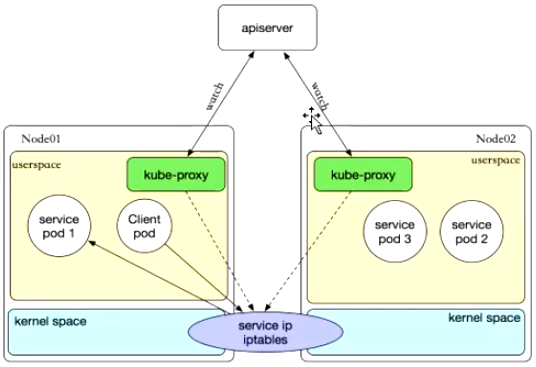 apiserver
watch
watch
Node01
Node02
userspace
userspace
kube-proxy
kube-proxy
service
pod 1
Client
pod
service
pod 3
service
pod 2
kernel space
kernel space
service ip
iptables